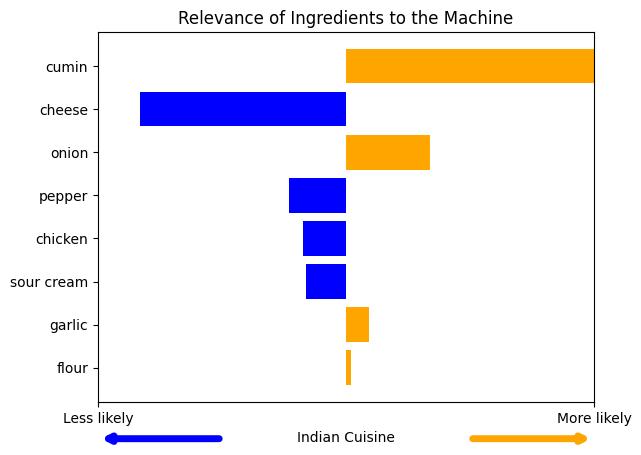 Relevance of Ingredients to the Machine
cumin
cheese
onion
pepper
chicken
sour cream
garlic
flour
Less likely
More likely
Indian Cuisine